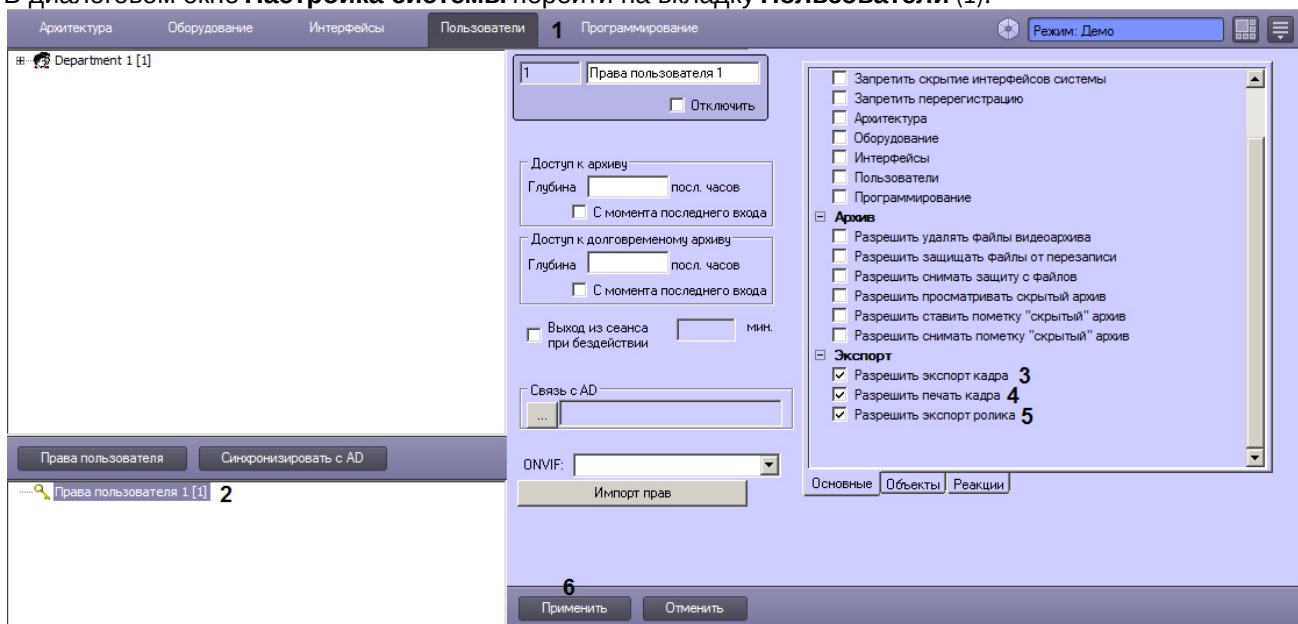 В диалоговом окне Настройка системы перейти на вкладку Пользователи (1).
Архитектура Оборудование Интерфейсы Пользователи 1 Программирование Режим: Демо
Department 1 [1]
1 Права пользователя 1
Отключить
Доступ к архиву
Глубина посл. часов
С момента последнего входа
Доступ к долговременому архиву
Глубина посл. часов
С момента последнего входа
Выход из сеанса мин.
при бездействии
Связь с AD
...
ONVIF:
Импорт прав
Запретить скрытие интерфейсов системы
Запретить перерегистрацию
Архитектура
Оборудование
Интерфейсы
Пользователи
Программирование
Архив
Разрешить удалять файлы видеоархива
Разрешить защищать файлы от перезаписи
Разрешить снимать защиту с файлов
Разрешить просматривать скрытый архив
Разрешить ставить пометку "скрытый" архив
Разрешить снимать пометку "скрытый" архив
Экспорт
Разрешить экспорт кадра 3
Разрешить печать кадра 4
Разрешить экспорт ролика 5
Основные Объекты Реакции
Права пользователя Синхронизировать с AD
Права пользователя 1 [1] 2
6
Применить Отменить